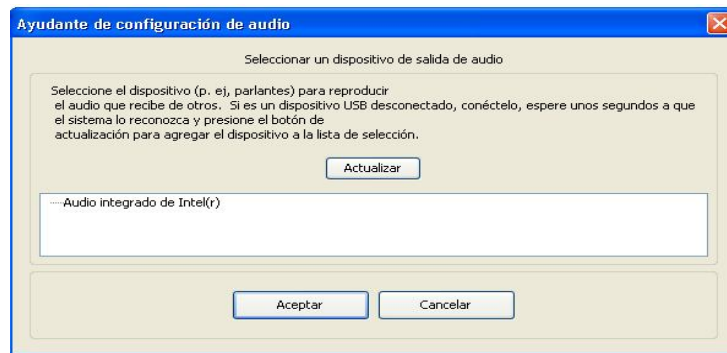 Ayudante de configuración de audio
Seleccionar un dispositivo de salida de audio
Seleccione el dispositivo (p. ej, parlantes) para reproducir
el audio que recibe de otros. Si es un dispositivo USB desconectado, conéctelo, espere unos segundos a que
el sistema lo reconozca y presione el botón de
actualización para agregar el dispositivo a la lista de selección.
Actualizar
Audio integrado de Intel(r)
Aceptar
Cancelar